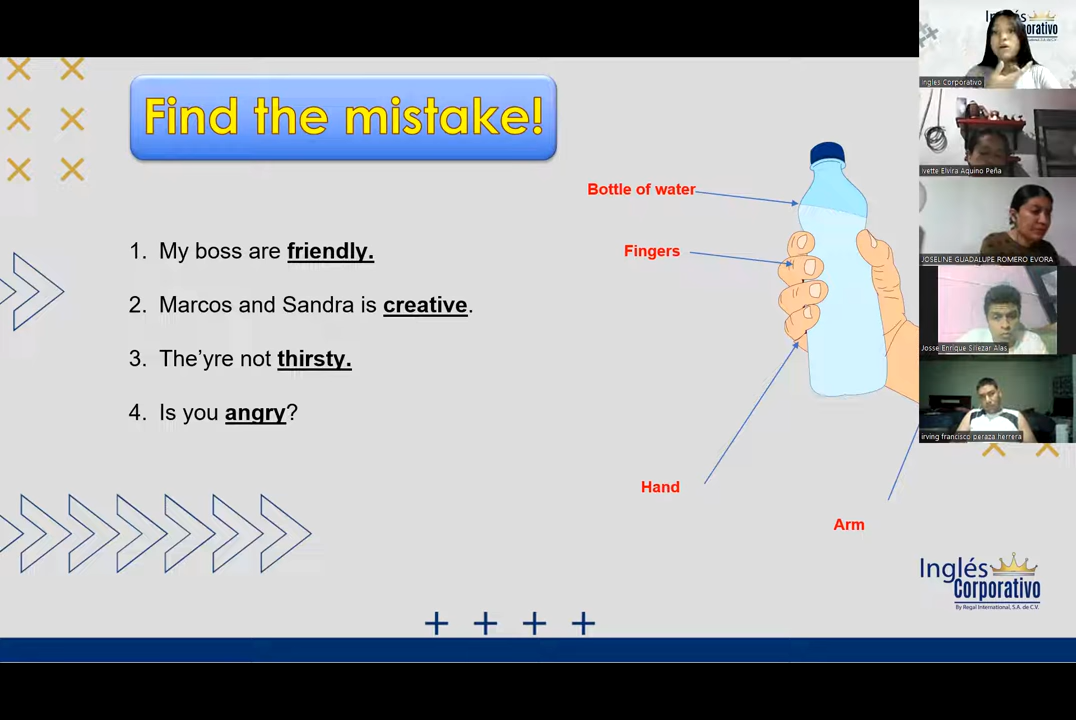 Find the mistake!
1. My boss are friendly.
2. Marcos and Sandra is creative.
3. The’yre not thirsty.
4. Is you angry?
Bottle of water
Fingers
Hand
Arm
Inglés
Corporativo
By Regal International, S.A. de C.V.
Inglés Corporativo
Ivette Elvira Aquino Peña
JOSELINE GUADALUPE ROMERO EVORA
Josse Enrique Sillezar Alas
irving francisco peraza herrera